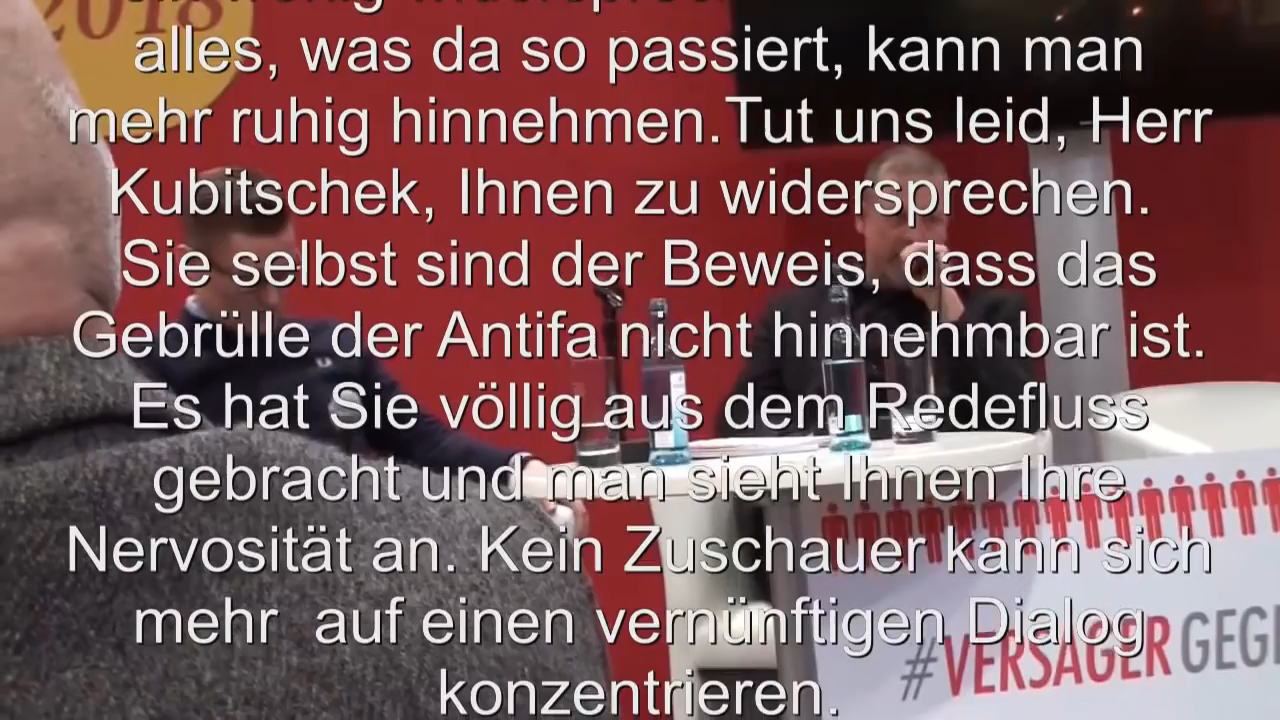 2018
alles, was da so passiert, kann man
mehr ruhig hinnehmen.Tut uns leid, Herr
Kubitschek, Ihnen zu widersprechen.
Sie selbst sind der Beweis, dass das
Gebrülle der Antifa nicht hinnehmbar ist.
Es hat Sie völlig aus dem Redefluss
gebracht und man sieht Ihnen Ihre
Nervosität an. Kein Zuschauer kann sich
mehr auf einen vernünftigen Dialog
konzentrieren.
#VERSAGER GEGE